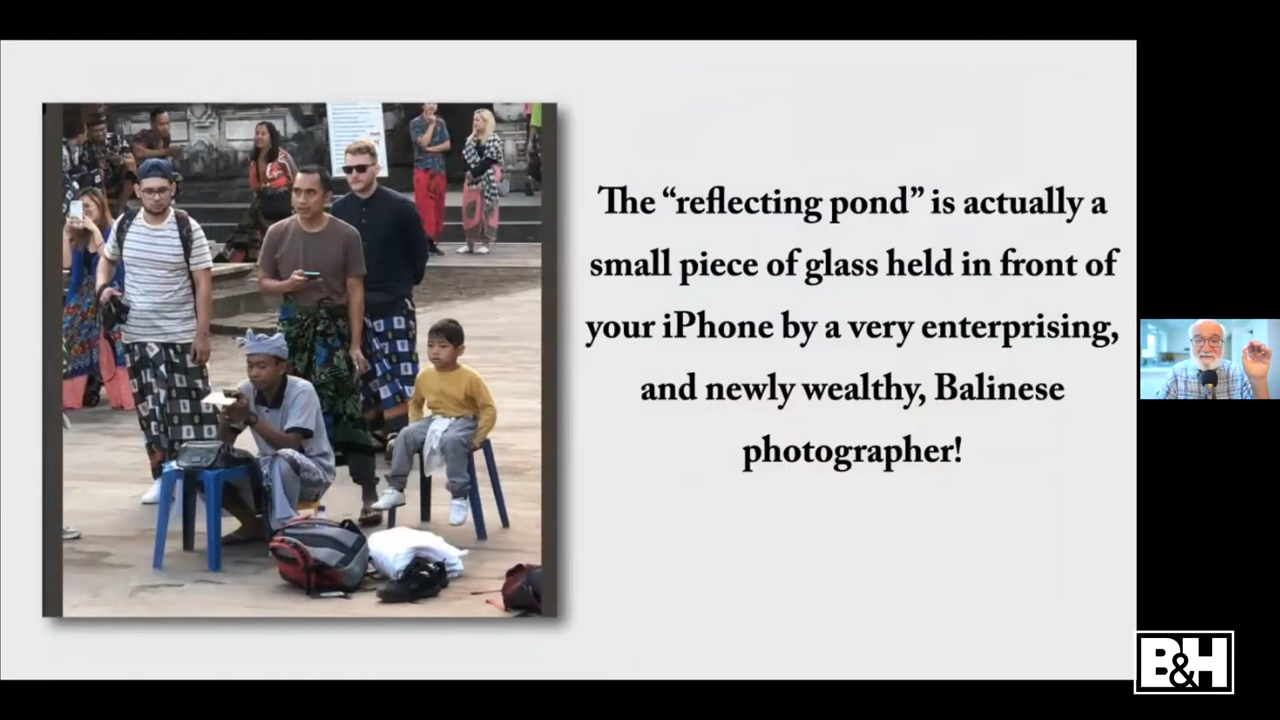 The “reflecting pond” is actually a
small piece of glass held in front of
your iPhone by a very enterprising,
and newly wealthy, Balinese
photographer!
B&H